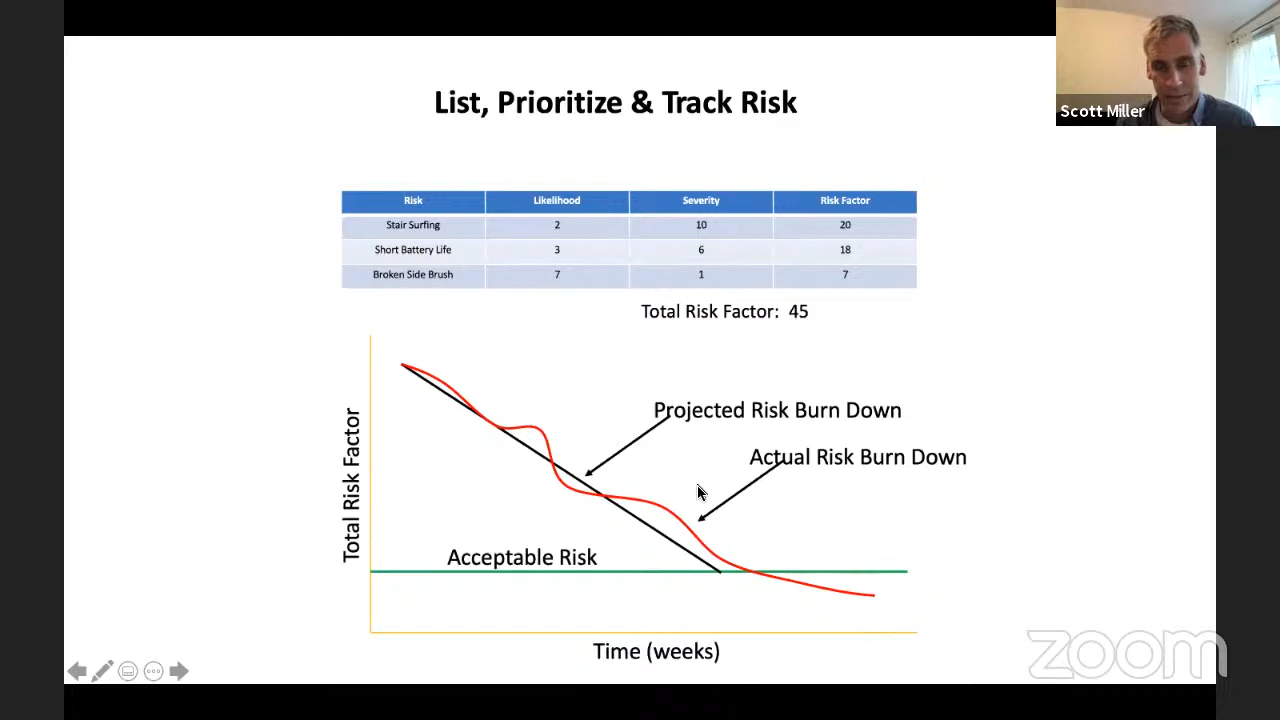 List, Prioritize & Track Risk
Scott Miller
Risk Likelihood Severity Risk Factor
Stair Surfing 2 10 20
Short Battery Life 3 6 18
Broken Side Brush 7 1 7
Total Risk Factor: 45
Projected Risk Burn Down
Actual Risk Burn Down
Total Risk Factor
Acceptable Risk
Time (weeks)
zoom